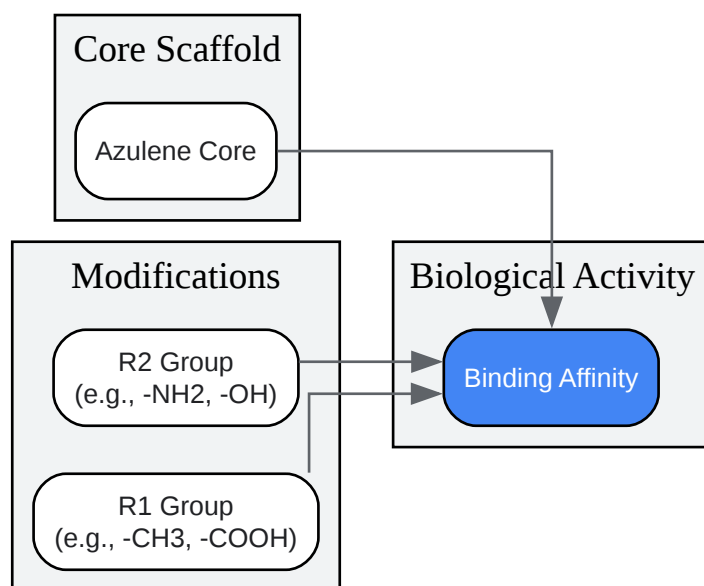 Core Scaffold
Azulene Core
Modifications
R2 Group
(e.g., -NH2, -OH)
R1 Group
(e.g., -CH3, -COOH)
Biological Activity
Binding Affinity